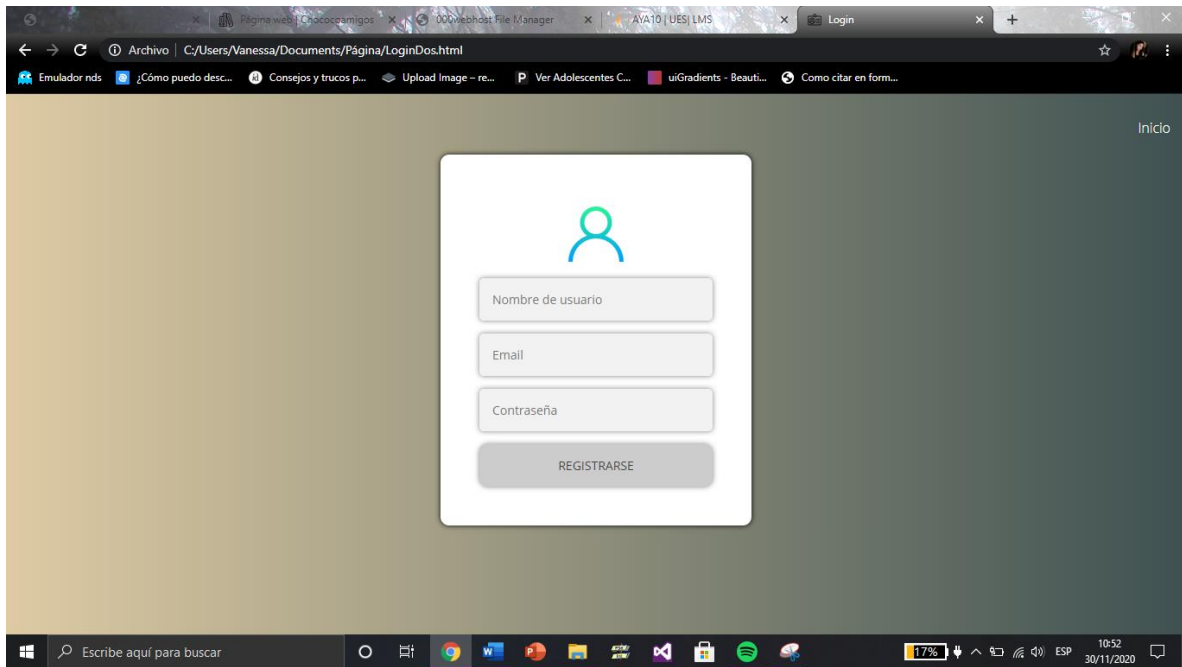 Página web | Chococoamigos
000webhost File Manager
AYA10 | UES| LMS
Login
Archivo | C:/Users/Vanessa/Documents/Página/LoginDos.html
Emulador nds
¿Cómo puedo desc...
Consejos y trucos p...
Upload Image – re...
Ver Adolescentes C...
uiGradients - Beauti...
Como citar en form...
Inicio
Nombre de usuario
Email
Contraseña
REGISTRARSE
Escribe aquí para buscar
17%
ESP
10:52
30/11/2020